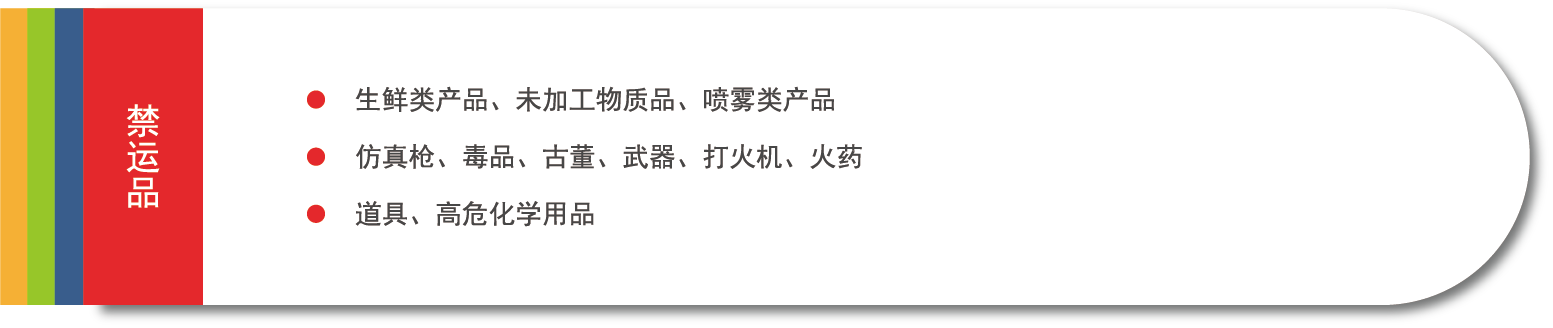 禁运品
生鲜类产品、未加工物质品、喷雾类产品
仿真枪、毒品、古董、武器、打火机、火药
道具、高危化学用品